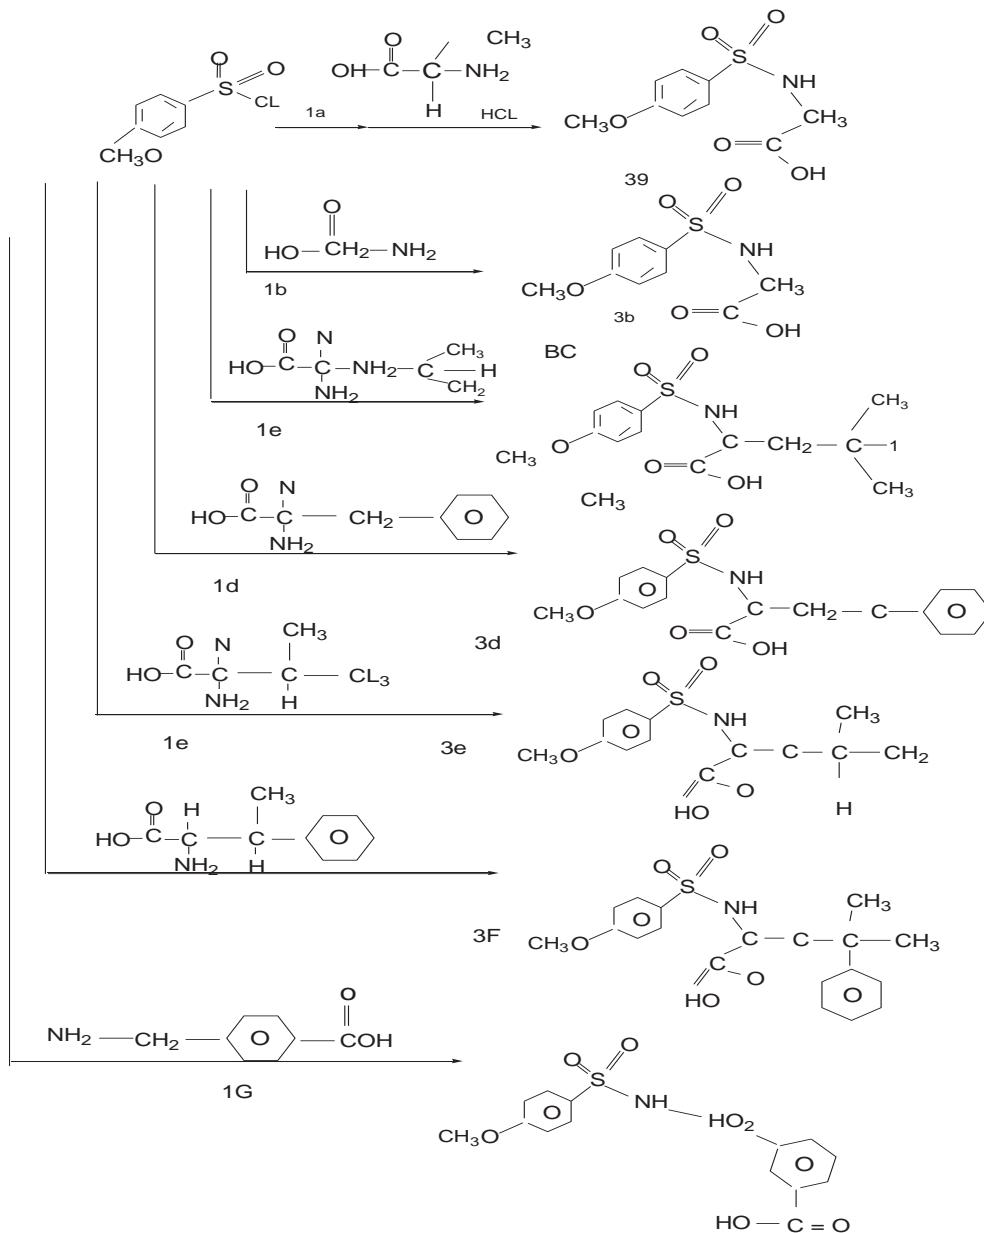 O O
S
CL
CH3O
1a
O CH3
OH C C NH2
H
HCL
O O
S
NH
CH3O
CH3
O C
OH
39
O
HO CH2 NH2
1b
O O
S
NH
CH3O
CH3
O C
OH
3b
O N
HO C C NH2 C H
CH3
CH2
NH2
1e
BC
O O
S
NH
O
CH3
C CH2 C 1
CH3
CH3
O C
OH
CH3
O N
HO C C CH2 O
NH2
1d
O O
S
NH
O
CH3O
C CH2 C O
O C
OH
3d
O N CH3
HO C C C CL3
NH2 H
1e
3e
O O
S
NH
O
CH3O
C C C CH2
CH3
C O
HO
H
O H CH3
HO C C C O
NH2 H
3F
O O
S
NH
O
CH3O
C C C CH3
CH3
C O
HO
O
NH2 CH2 O COH
O
1G
O O
S
NH
O
CH3O
HO2
O
HO C = O